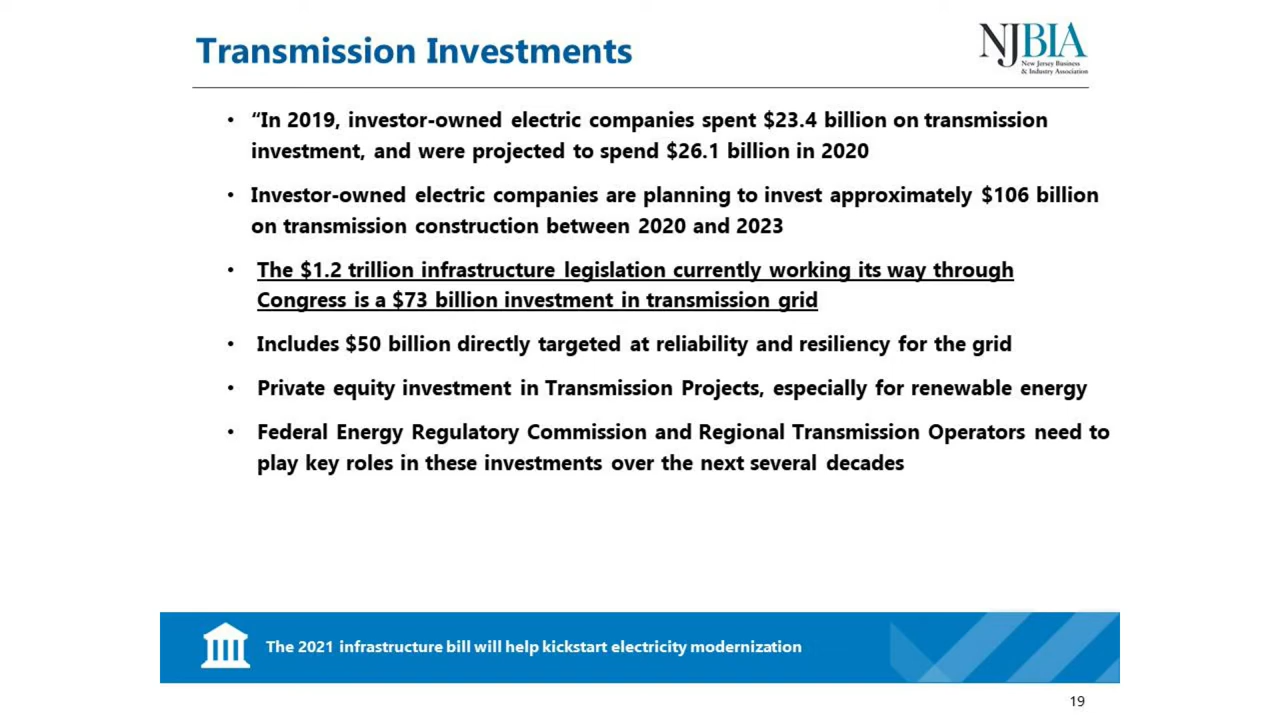 Transmission Investments
NJBIA
New Jersey Business
& Industry Association
• “In 2019, investor-owned electric companies spent $23.4 billion on transmission
investment, and were projected to spend $26.1 billion in 2020
• Investor-owned electric companies are planning to invest approximately $106 billion
on transmission construction between 2020 and 2023
• The $1.2 trillion infrastructure legislation currently working its way through
Congress is a $73 billion investment in transmission grid
• Includes $50 billion directly targeted at reliability and resiliency for the grid
• Private equity investment in Transmission Projects, especially for renewable energy
• Federal Energy Regulatory Commission and Regional Transmission Operators need to
play key roles in these investments over the next several decades
The 2021 infrastructure bill will help kickstart electricity modernization
19